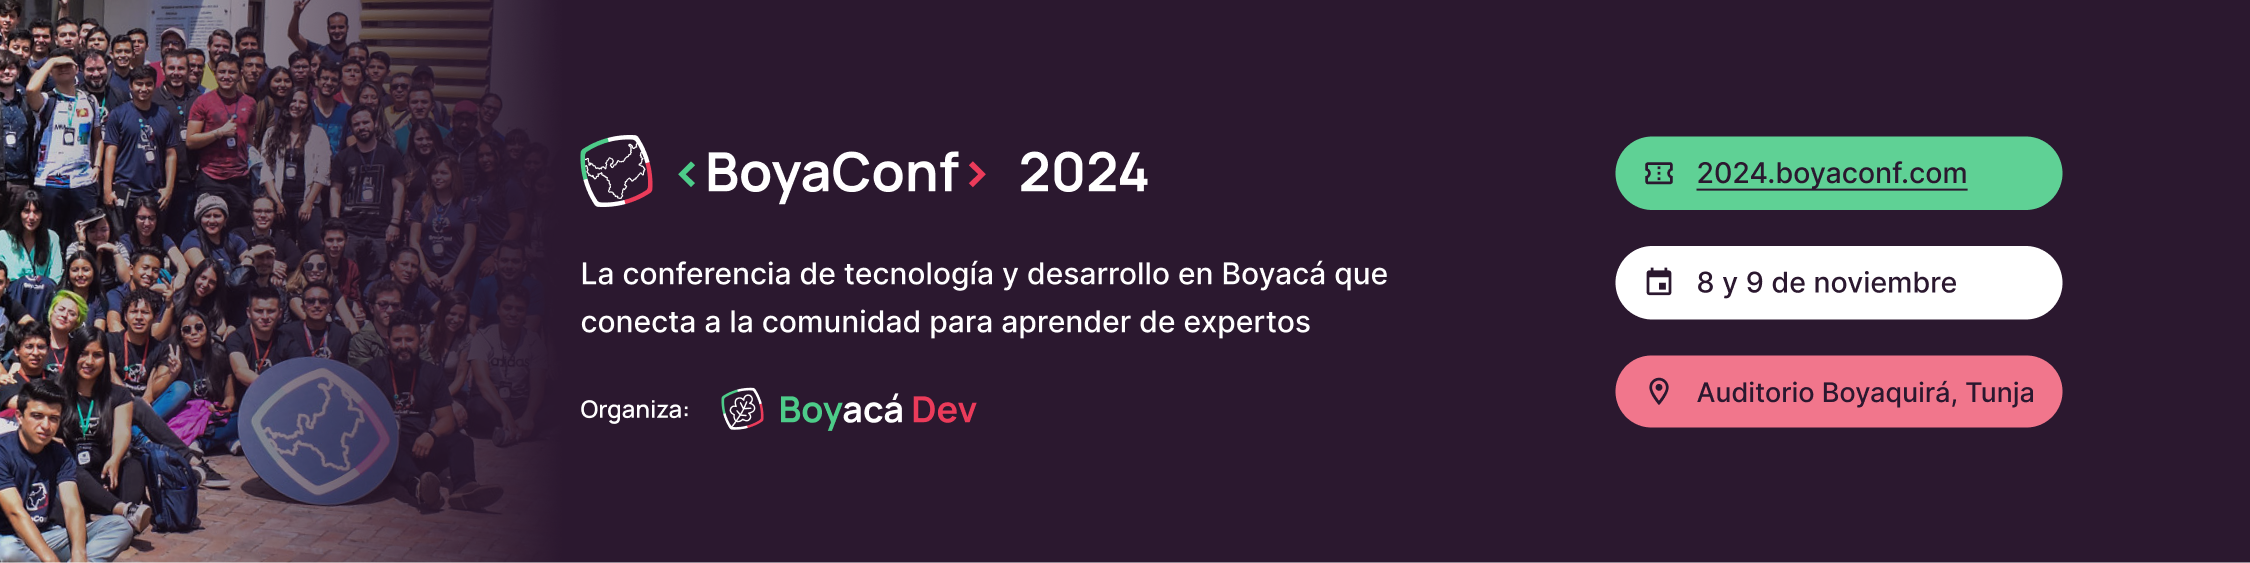 <BoyaConf> 2024
La conferencia de tecnología y desarrollo en Boyacá que
conecta a la comunidad para aprender de expertos
Organiza: Boyacá Dev
2024.boyaconf.com
8 y 9 de noviembre
Auditorio Boyaquirá, Tunja